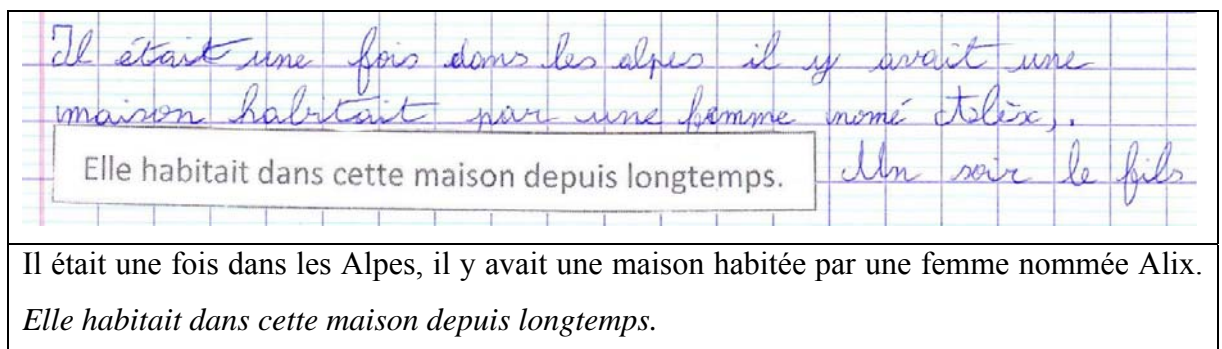 Il était une fois dans les alpes il y avait une
maison habitait par une femme nomé Alèx,.
Elle habitait dans cette maison depuis longtemps. Un soir le fils
Il était une fois dans les Alpes, il y avait une maison habitée par une femme nommée Alix.
Elle habitait dans cette maison depuis longtemps.